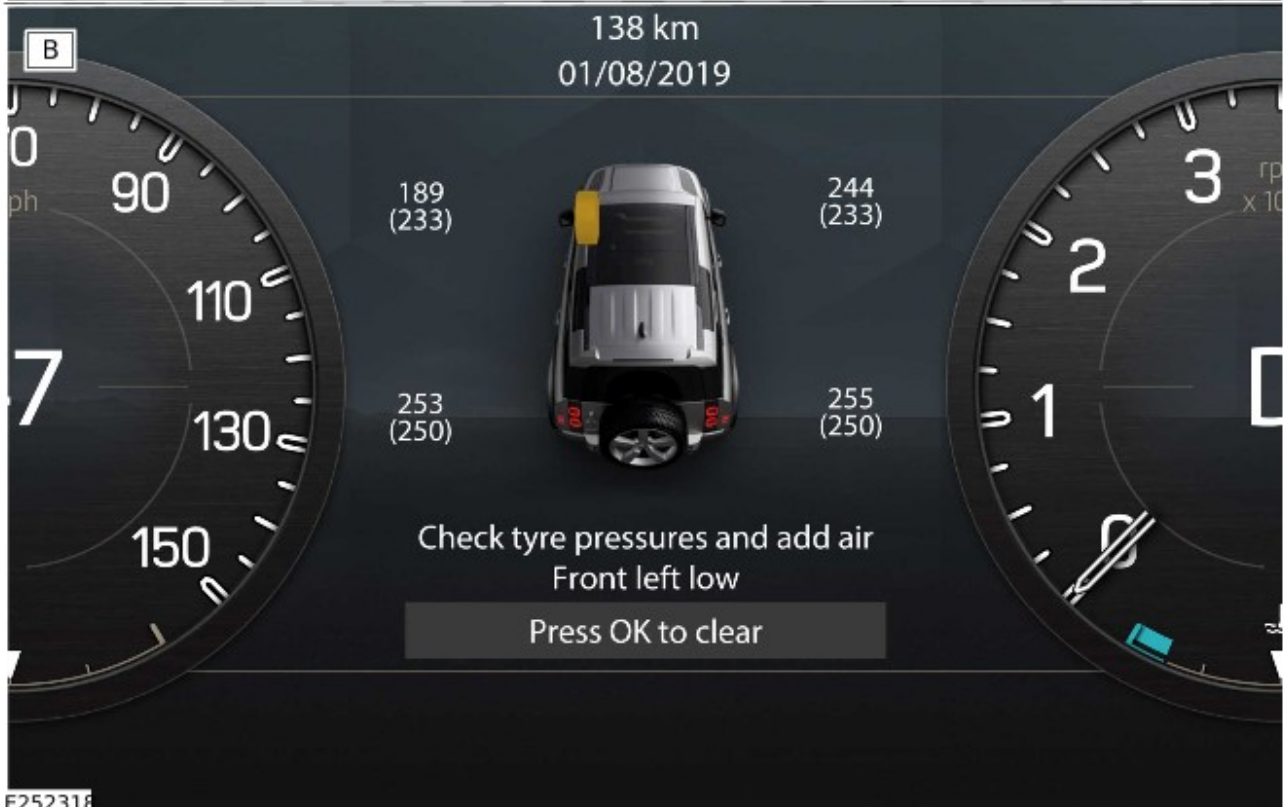 B
138 km
01/08/2019
90
110
130
150
189
(233)
244
(233)
253
(250)
255
(250)
3
2
1
0
D
Check tyre pressures and add air
Front left low
Press OK to clear